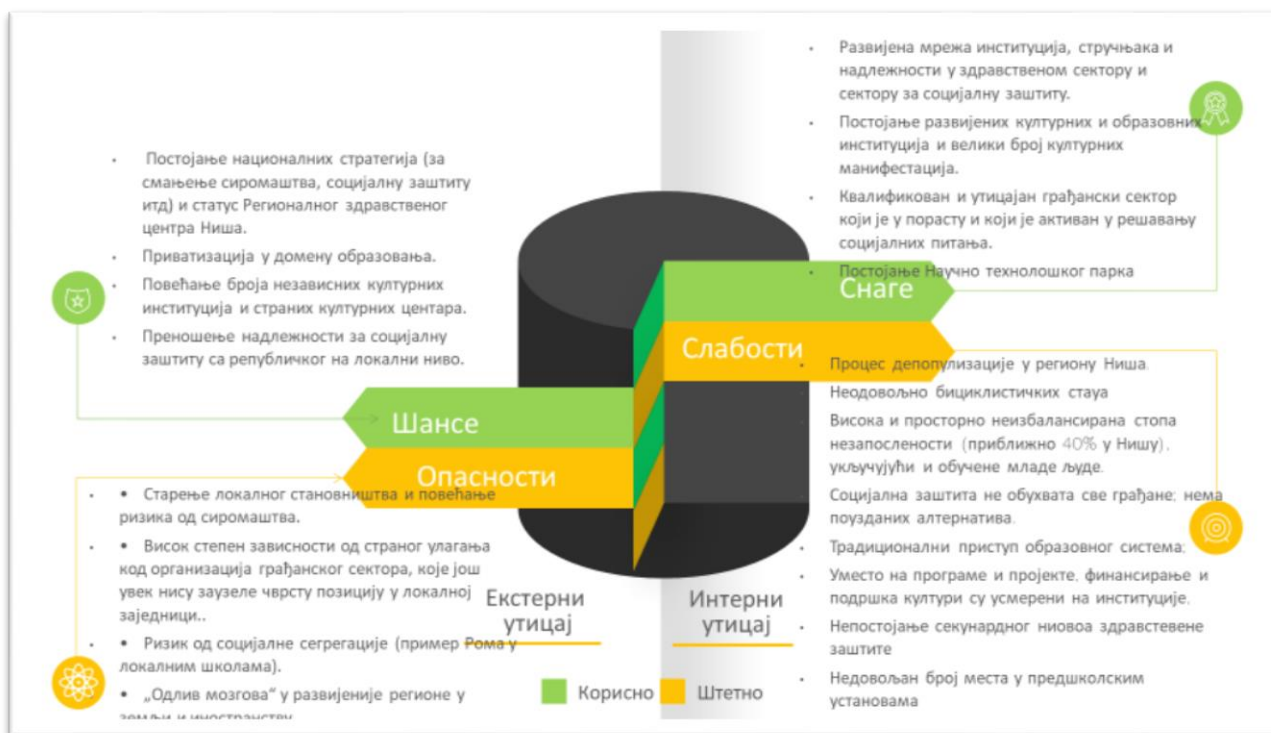 • Постојање националних стратегија (за
смањење сиромаштва, социјалну заштиту
итд) и статус Регионалног здравственог
центра Ниша.
• Приватизација у домену образовања.
• Повећање броја независних културних
институција и страних културних центара.
• Преношење надлежности за социјалну
заштиту са републичког на локални ниво.
Шансе
Опасности
• • Старење локалног становништва и повећање
ризика од сиромаштва.
• • Висок степен зависности од страног улагања
код организација грађанског сектора, које још
увек нису заузеле чврсту позицију у локалној
заједници..
• • Ризик од социјалне сегрегације (пример Рома у
локалним школама).
• • „Одлив мозгова“ у развијеније регионе у
земљи и иностранству
• Развијена мрежа институција, стручњака и
надлежности у здравственом сектору и
сектору за социјалну заштиту.
• Постојање развијених културних и образовних
институција и велики број културних
манифестација.
• Квалификован и утицајан грађански сектор
који је у порасту и који је активан у решавању
социјалних питања.
• Постојање Научно технолошког парка
Снаге
Слабости
• Процес депопулизације у региону Ниша.
Неодовољно бициклистичких стауа
• Висока и просторно неизбалансирана стопа
незапослености (приближно 40% у Нишу),
укључујући и обучене младе људе.
• Социјална заштита не обухвата све грађане; нема
поузданих алтернатива.
• Традиционални приступ образовног система;
• Уместо на програме и пројекте, финансирање и
подршка култури су усмерени на институције.
• Непостојање секунардног ниовоа здравстевене
заштите
• Недовољан број места у предшколским
установама
Екстерни
утицај
Интерни
утицај
Корисно
Штетно